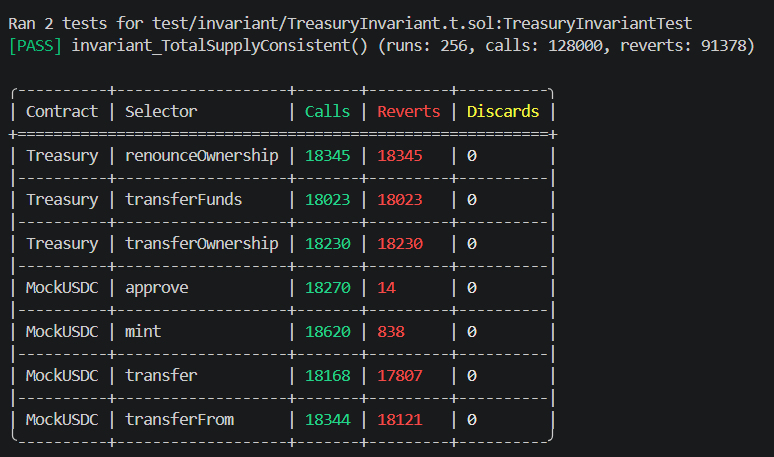 Ran 2 tests for test/invariant/TreasuryInvariant.t.sol:TreasuryInvariantTest
[PASS] invariant_TotalSupplyConsistent() (runs: 256, calls: 128000, reverts: 91378)
| Contract | Selector | Calls | Reverts | Discards |
| Treasury | renounceOwnership | 18345 | 18345 | 0 |
| Treasury | transferFunds | 18023 | 18023 | 0 |
| Treasury | transferOwnership | 18230 | 18230 | 0 |
| MockUSDC | approve | 18270 | 14 | 0 |
| MockUSDC | mint | 18620 | 838 | 0 |
| MockUSDC | transfer | 18168 | 17807 | 0 |
| MockUSDC | transferFrom | 18344 | 18121 | 0 |